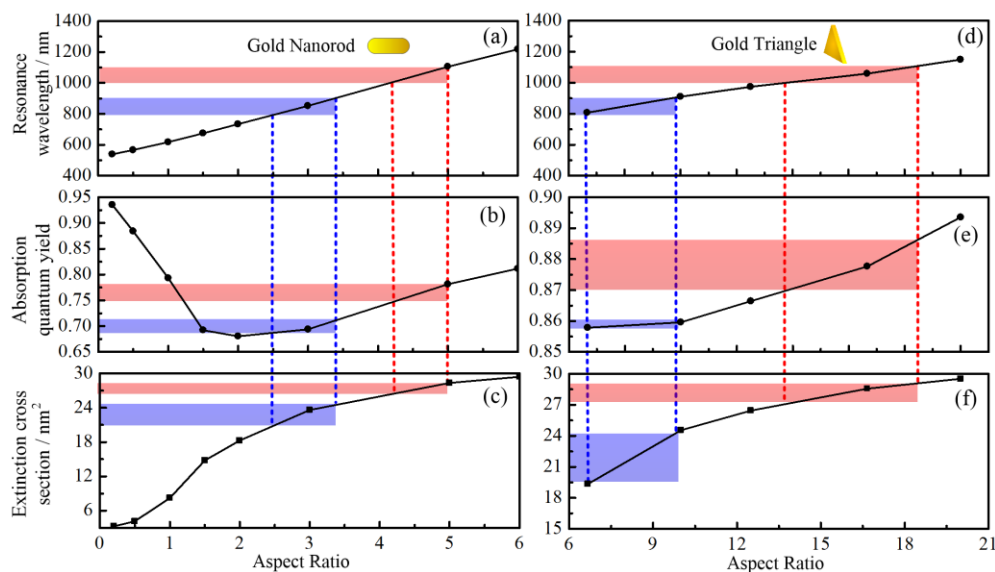 Resonance
wavelength / nm
1400
1200
1000
800
600
400
(a)
Gold Nanorod
1400
1200
1000
800
600
400
(d)
Gold Triangle
Absorption
quantum yield
0.95
0.90
0.85
0.80
0.75
0.70
0.65
(b)
0.90
0.89
0.88
0.87
0.86
0.85
(e)
Extinction cross
section / nm²
30
24
18
12
6
(c)
0 1 2 3 4 5 6
Aspect Ratio
30
27
24
21
18
15
(f)
6 9 12 15 18 21
Aspect Ratio